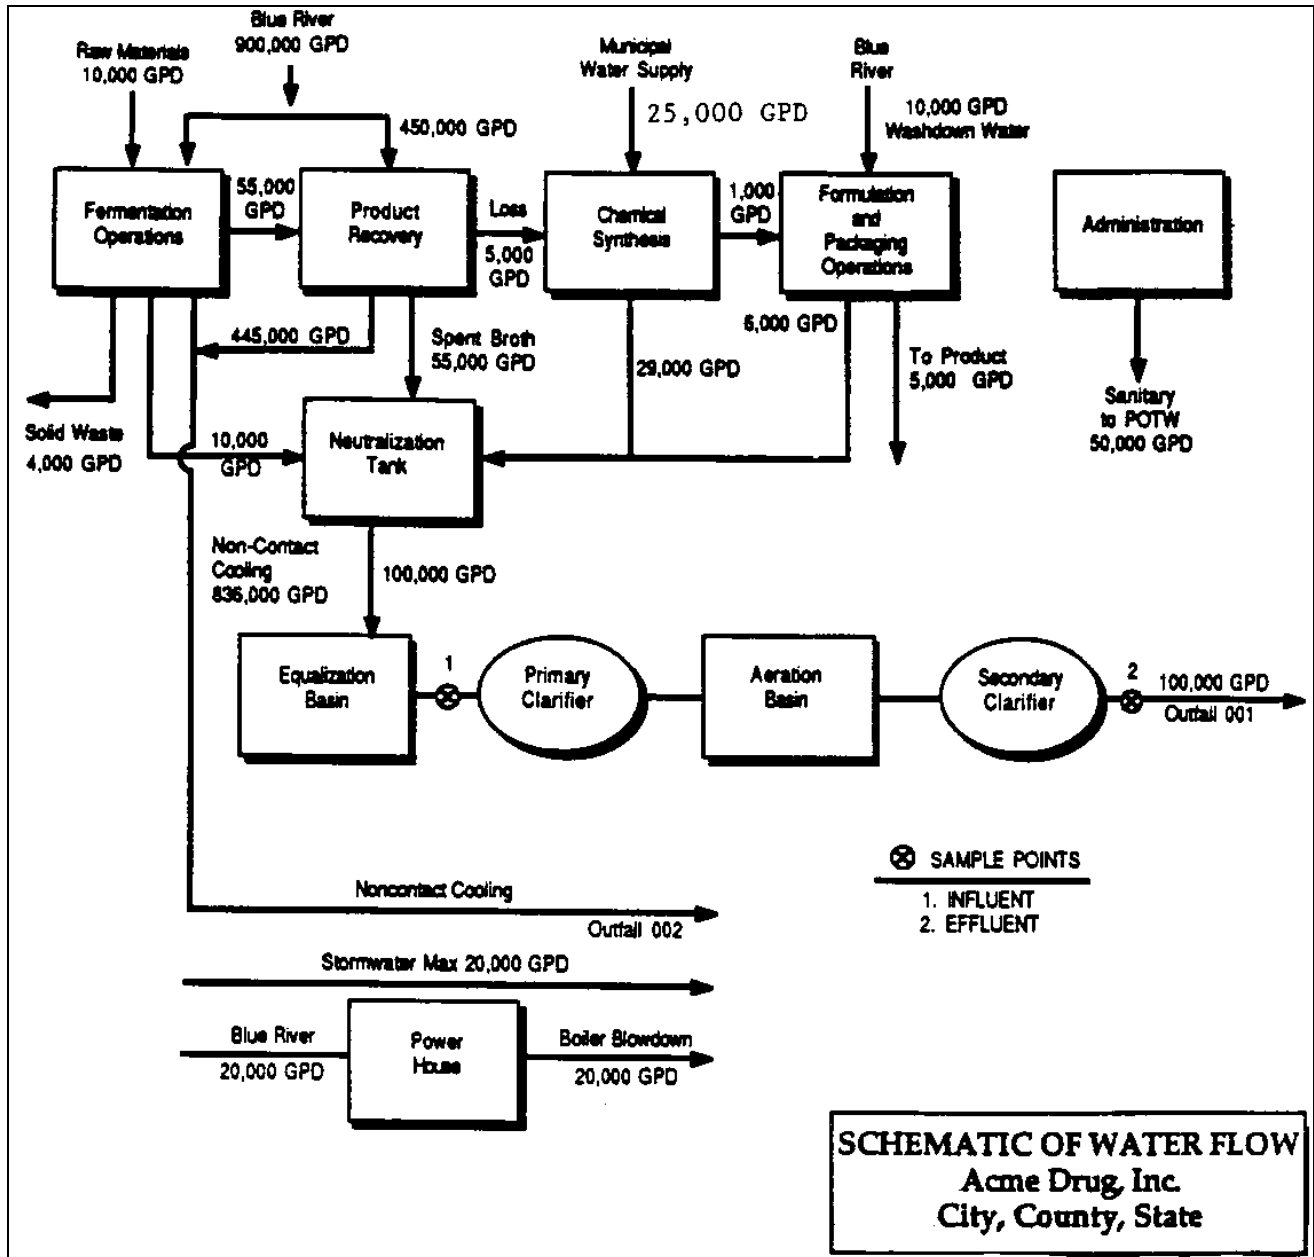 Blue River
900,000 GPD
Raw Materials
10,000 GPD
Municipal
Water Supply
25,000 GPD
Blue
River
10,000 GPD
Washdown Water
450,000 GPD
Fermentation
Operations
55,000
GPD
Product
Recovery
Loss
5,000
GPD
Chemical
Synthesis
1,000
GPD
Formulation
and
Packaging
Operations
Administration
445,000 GPD
Spent Broth
55,000 GPD
29,000 GPD
6,000 GPD
To Product
5,000 GPD
Sanitary
to POTW
50,000 GPD
Solid Waste
4,000 GPD
10,000
GPD
Neutralization
Tank
Non-Contact
Cooling
836,000 GPD
100,000 GPD
Equalization
Basin
1
Primary
Clarifier
Aeration
Basin
Secondary
Clarifier
2
100,000 GPD
Outfall 001
SAMPLE POINTS
1. INFLUENT
2. EFFLUENT
Noncontact Cooling
Outfall 002
Stormwater Max 20,000 GPD
Blue River
20,000 GPD
Power
House
Boiler Blowdown
20,000 GPD
SCHEMATIC OF WATER FLOW
Acme Drug, Inc.
City, County, State